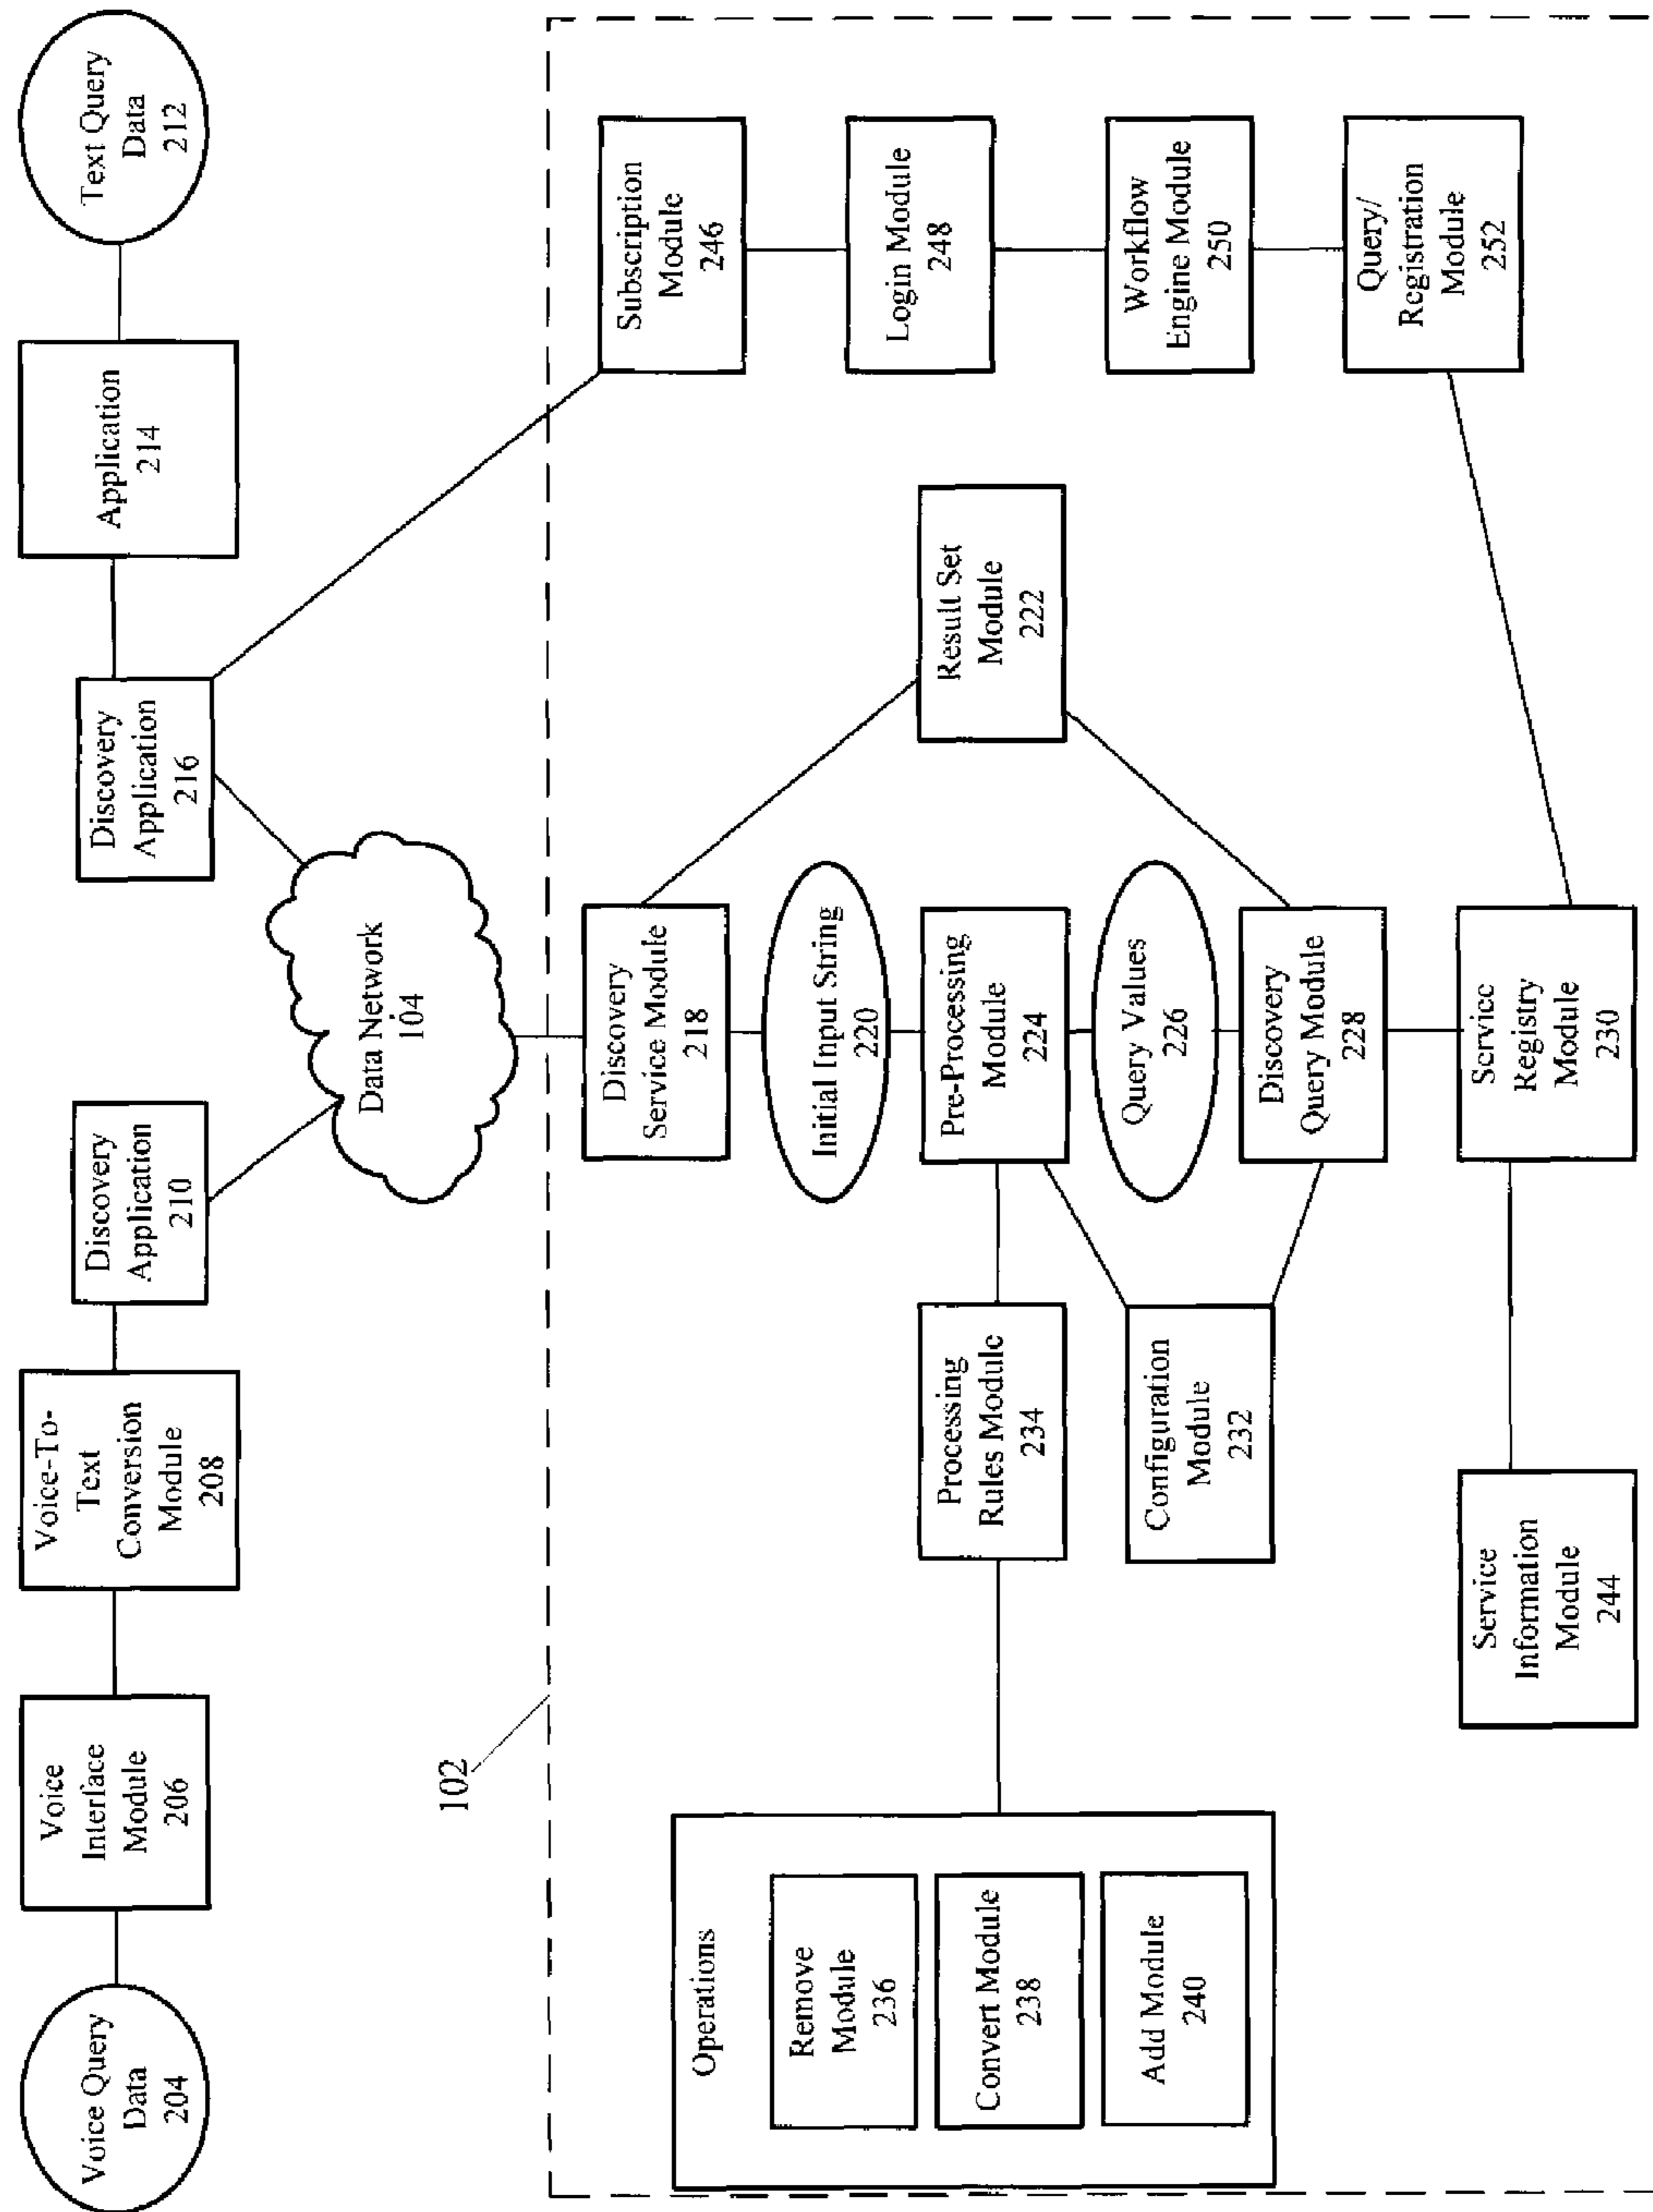 Voice Query
Data
204
Voice
Interface
Module
206
Voice-To-
Text
Conversion
Module
208
Discovery
Application
210
Discovery
Application
216
Application
214
Text Query
Data
212
Data Network
104
102
Operations
Remove
Module
236
Convert Module
238
Add Module
240
Processing
Rules Module
234
Configuration
Module
232
Service
Information
Module
244
Discovery
Service Module
218
Initial Input String
220
Pre-Processing
Module
224
Query Values
226
Discovery
Query Module
228
Service
Registry
Module
230
Result Set
Module
222
Subscription
Module
246
Login Module
248
Workflow
Engine Module
250
Query/
Registration
Module
252